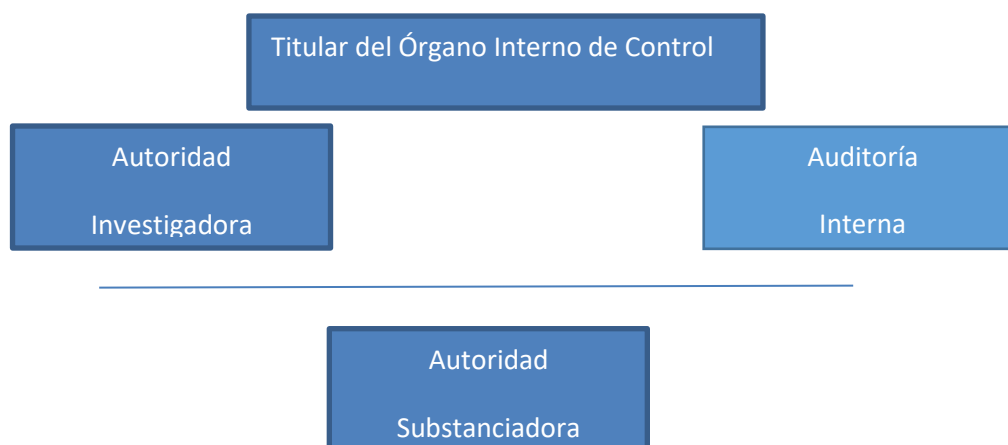 Titular del Órgano Interno de Control
Autoridad
Investigadora
Auditoría
Interna
Autoridad
Substanciadora